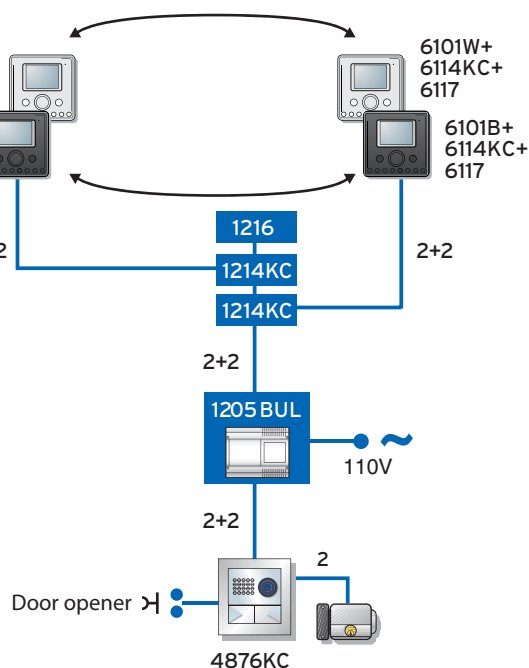 6101W+
6114KC+
6117
6101B+
6114KC+
6117
2
1216
2+2
1214KC
1214KC
2+2
1205 BUL
110V
2+2
2
Door opener
4876KC